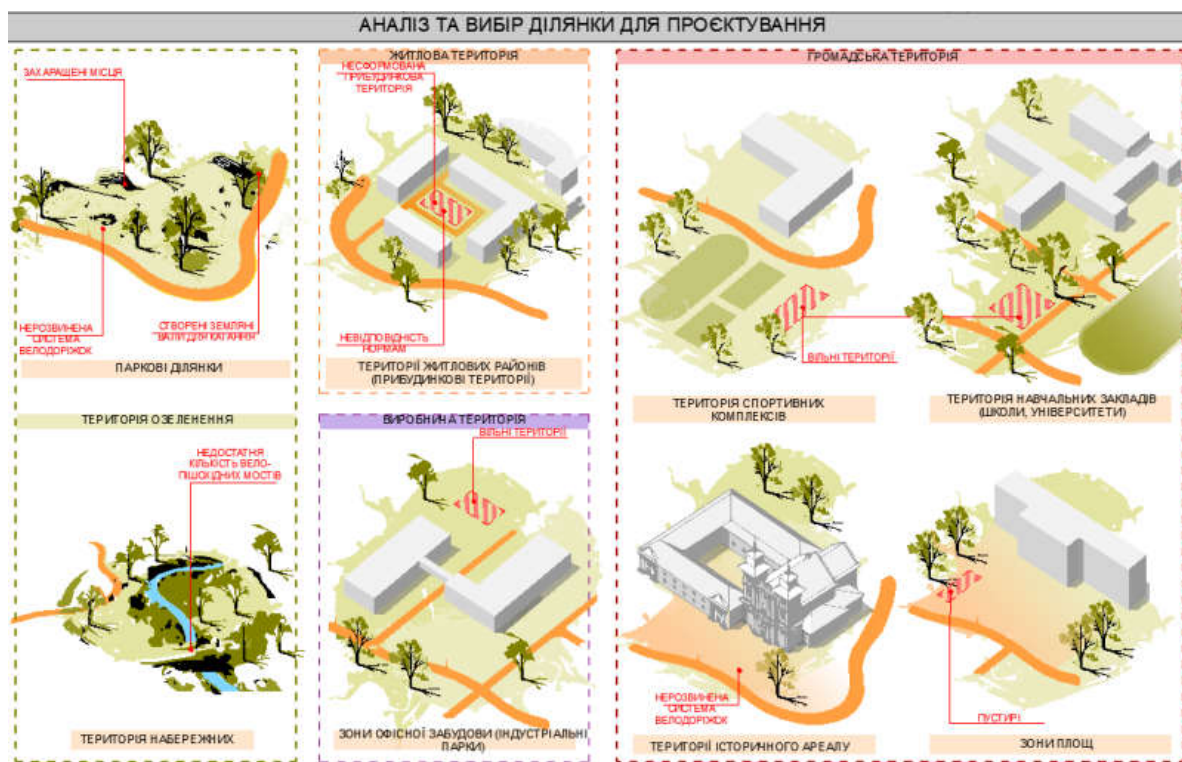 АНАЛІЗ ТА ВИБІР ДІЛЯНКИ ДЛЯ ПРОЄКТУВАННЯ
ЗАХАРАЩЕНІ МІСЦЯ
НЕРОЗВИНЕНА
СИСТЕМА
ВЕЛОДОРІЖОК
СТВОРЕНІ ЗЕМЛЯНІ
ВАЛИ ДЛЯ КАТАННЯ
ПАРКОВІ ДІЛЯНКИ
ТЕРИТОРІЯ ОЗЕЛЕНЕННЯ
НЕДОСТАТНЯ
КІЛЬКІСТЬ ВЕЛО-
ПІШОХІДНИХ МОСТІВ
ТЕРИТОРІЯ НАБЕРЕЖНИХ
ЖИТЛОВА ТЕРИТОРІЯ
НЕСФОРМОВАНА
ПРИБУДИНКОВА
ТЕРИТОРІЯ
НЕВІДПОВІДНІСТЬ
НОРМАМ
ТЕРИТОРІЇ ЖИТЛОВИХ РАЙОНІВ
(ПРИБУДИНКОВІ ТЕРИТОРІЇ)
ВИРОБНИЧА ТЕРИТОРІЯ
ВІЛЬНІ ТЕРИТОРІЇ
ЗОНИ ОФІСНОЇ ЗАБУДОВИ (ІНДУСТРІАЛЬНІ
ПАРКИ)
ГРОМАДСЬКА ТЕРИТОРІЯ
ВІЛЬНІ ТЕРИТОРІЇ
ТЕРИТОРІЯ СПОРТИВНИХ
КОМПЛЕКСІВ
ТЕРИТОРІЯ НАВЧАЛЬНИХ ЗАКЛАДІВ
(ШКОЛИ, УНІВЕРСИТЕТИ)
НЕРОЗВИНЕНА
СИСТЕМА
ВЕЛОДОРІЖОК
ТЕРИТОРІЇ ІСТОРИЧНОГО АРЕАЛУ
ПУСТИРІ
ЗОНИ ПЛОЩ